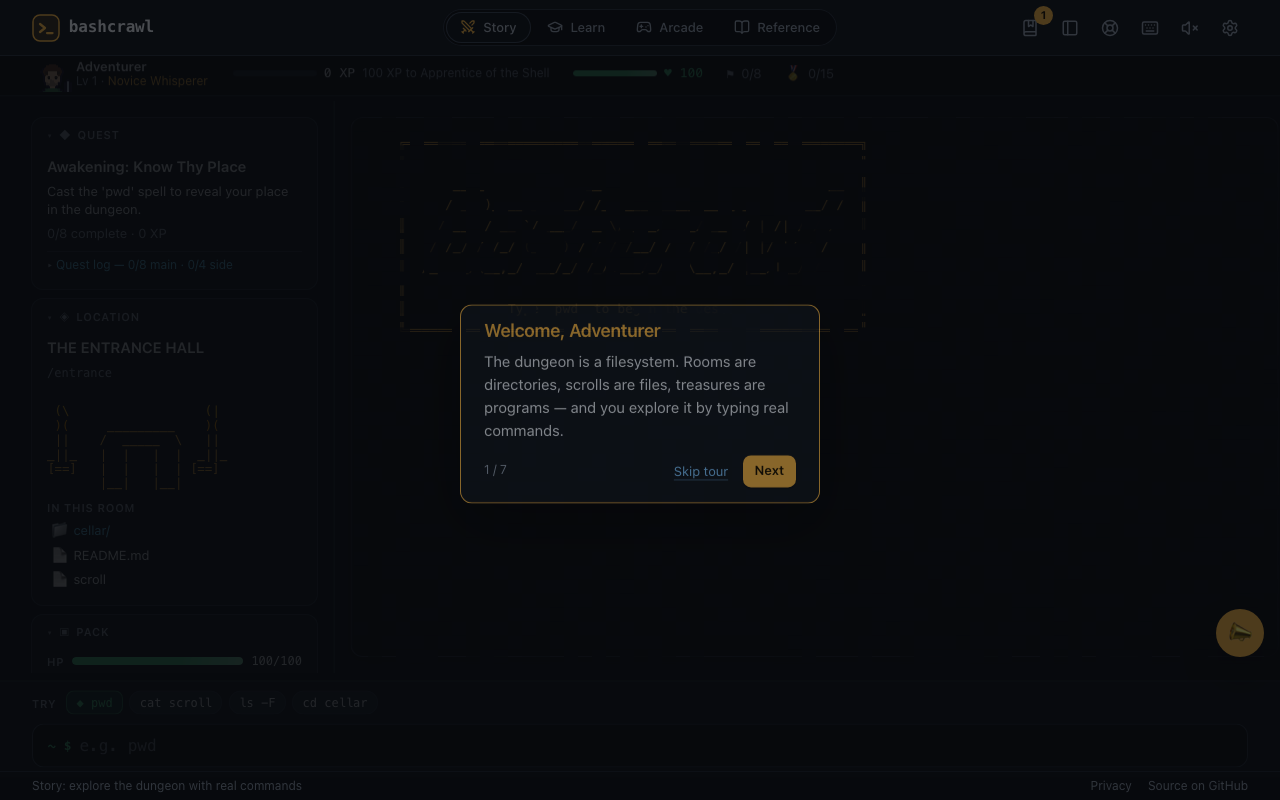 bashcrawl
Story
Learn
Arcade
Reference
1
Adventurer
Lv 1 · Novice Whisperer
0 XP
100 XP to Apprentice of the Shell
♥ 100
0/8
0/15
QUEST
Awakening: Know Thy Place
Cast the 'pwd' spell to reveal your place
in the dungeon.
0/8 complete · 0 XP
Quest log — 0/8 main · 0/4 side
LOCATION
THE ENTRANCE HALL
/entrance
IN THIS ROOM
cellar/
README.md
scroll
PACK
HP
100/100
Welcome, Adventurer
The dungeon is a filesystem. Rooms are
directories, scrolls are files, treasures are
programs — and you explore it by typing real
commands.
1 / 7
Skip tour
Next
TRY
pwd
cat scroll
ls -F
cd cellar
~ $ e.g. pwd
Story: explore the dungeon with real commands
Privacy
Source on GitHub